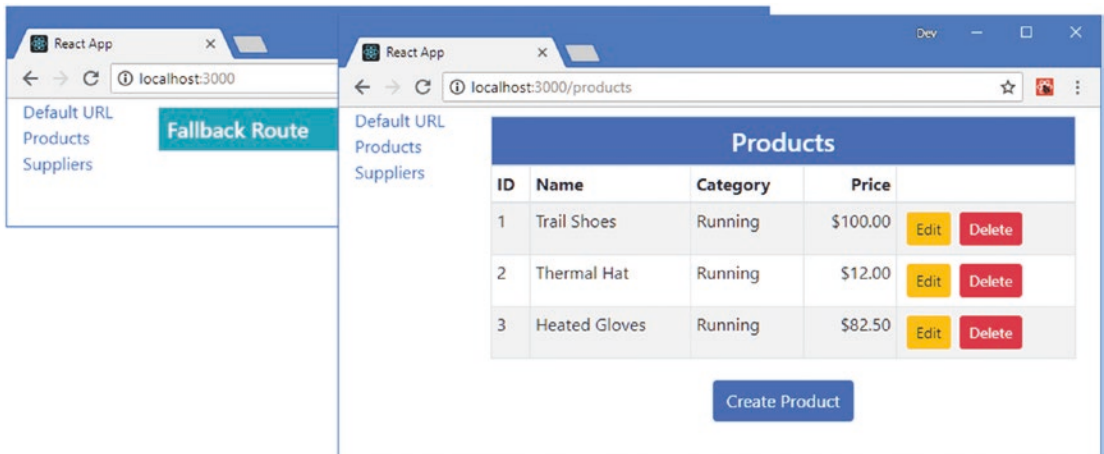 React App
localhost:3000
Default URL
Products
Suppliers
Fallback Route
Dev
React App
localhost:3000/products
Default URL
Products
Suppliers
Products
ID Name Category Price
1 Trail Shoes Running $100.00 Edit Delete
2 Thermal Hat Running $12.00 Edit Delete
3 Heated Gloves Running $82.50 Edit Delete
Create Product